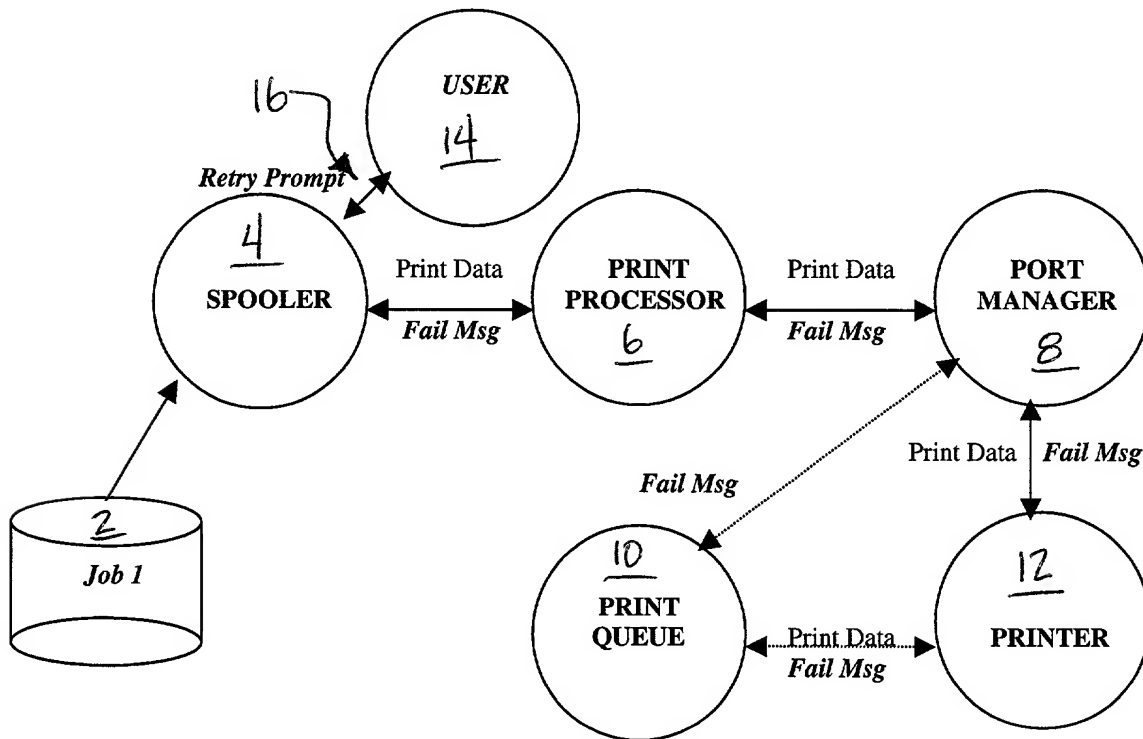 USER
14
16
Retry Prompt
4
SPOOLER
Print Data
Fail Msg
PRINT
PROCESSOR
6
Print Data
Fail Msg
PORT
MANAGER
8
Print Data
Fail Msg
Fail Msg
2
Job 1
10
PRINT
QUEUE
Print Data
Fail Msg
12
PRINTER